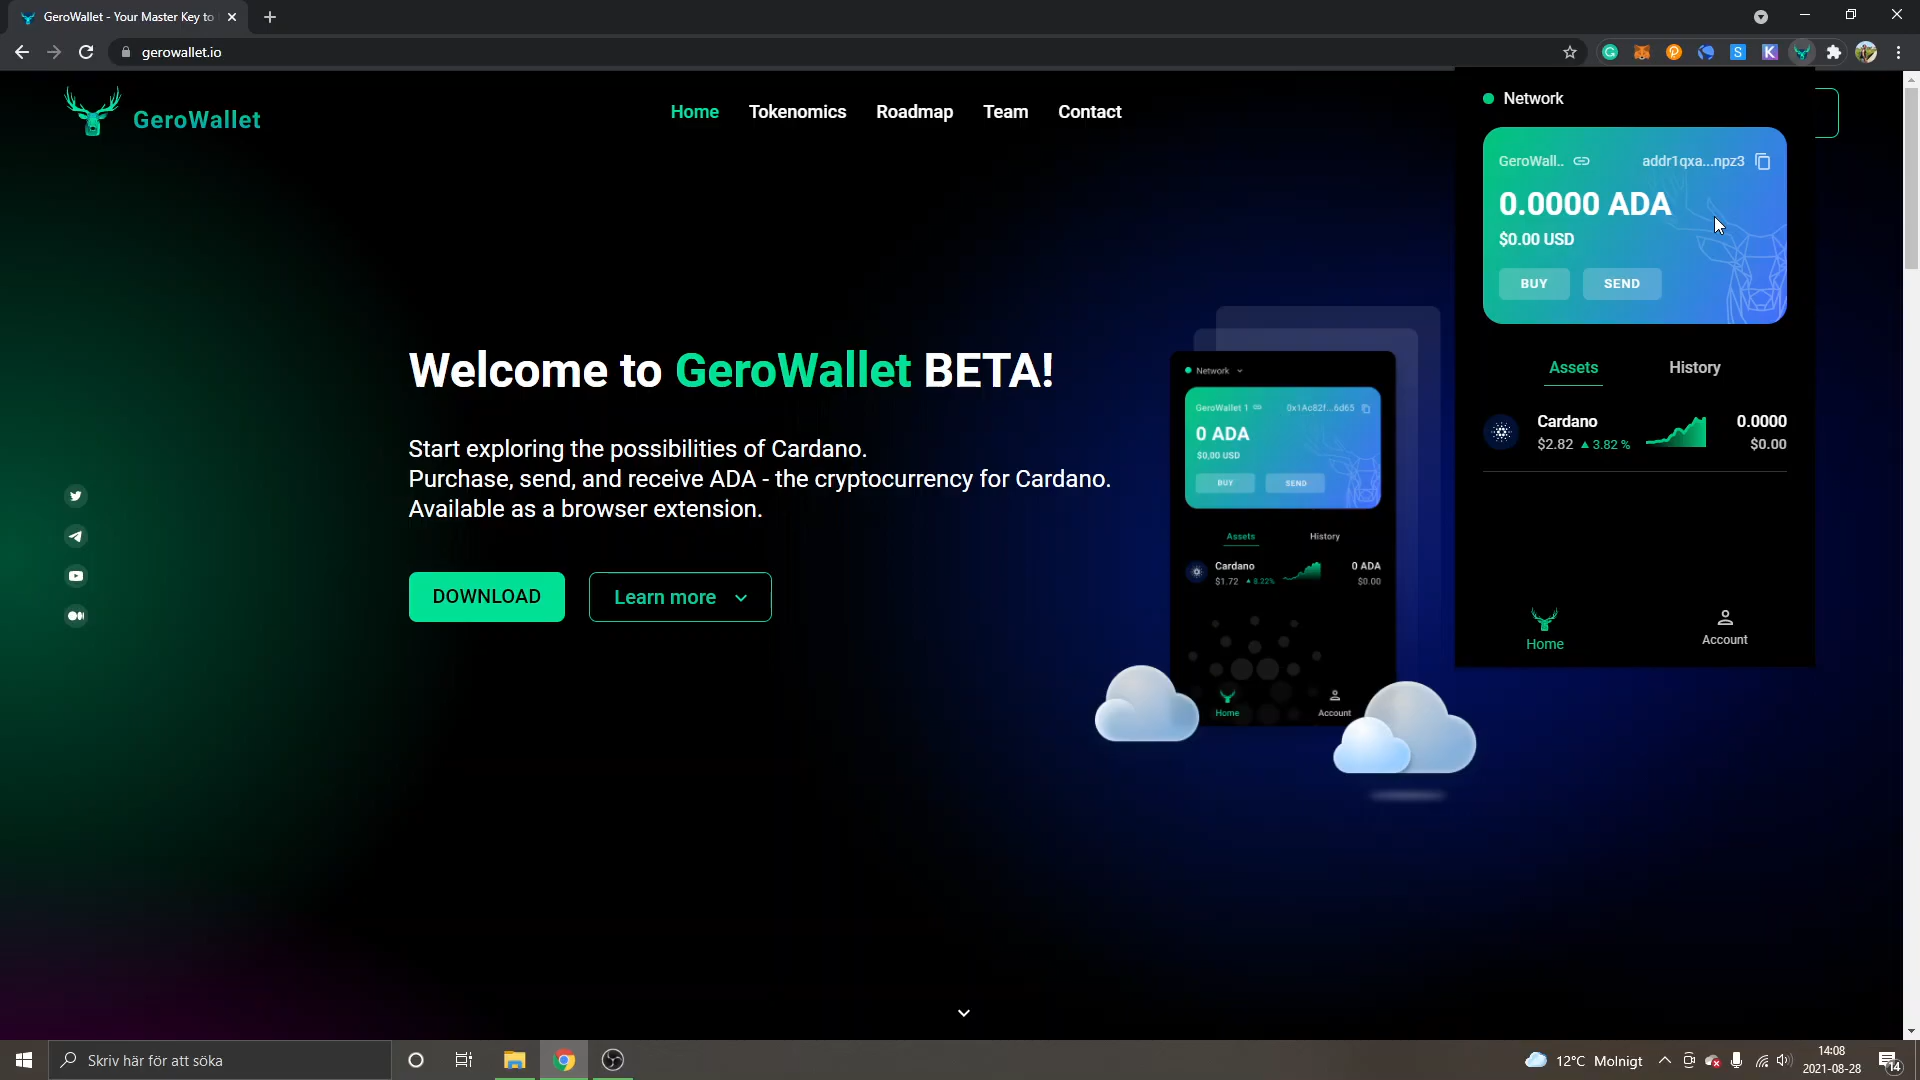 GeroWallet - Your Master Key to
gerowallet.io
GeroWallet
Home
Tokenomics
Roadmap
Team
Contact
Welcome to GeroWallet BETA!
Start exploring the possibilities of Cardano.
Purchase, send, and receive ADA - the cryptocurrency for Cardano.
Available as a browser extension.
DOWNLOAD
Learn more
Network
GeroWallet 1
0x1Ac82f...6d65
0 ADA
$0,00 USD
BUY
SEND
Assets
History
Cardano
0 ADA
$1.72
8.22%
$0.00
Home
Account
Network
GeroWall..
addr1qxa...npz3
0.0000 ADA
$0.00 USD
BUY
SEND
Assets
History
Cardano
0.0000
$2.82
3.82 %
$0.00
Home
Account
Skriv här för att söka
12°C Molnigt
14:08
2021-08-28
14